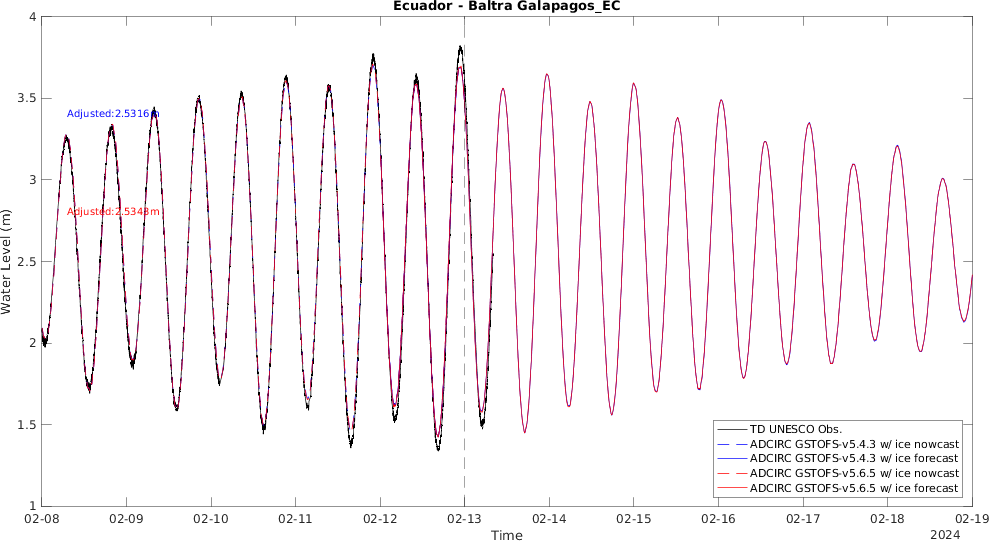 Ecuador - Baltra Galapagos_EC
4
3.5
3
2.5
2
1.5
1
Water Level (m)
Adjusted:2.5316m
Adjusted:2.5343m
TD UNESCO Obs.
ADCIRC GSTOFS-v5.4.3 w/ ice nowcast
ADCIRC GSTOFS-v5.4.3 w/ ice forecast
ADCIRC GSTOFS-v5.6.5 w/ ice nowcast
ADCIRC GSTOFS-v5.6.5 w/ ice forecast
02-08 02-09 02-10 02-11 02-12 02-13 02-14 02-15 02-16 02-17 02-18 02-19
Time
2024